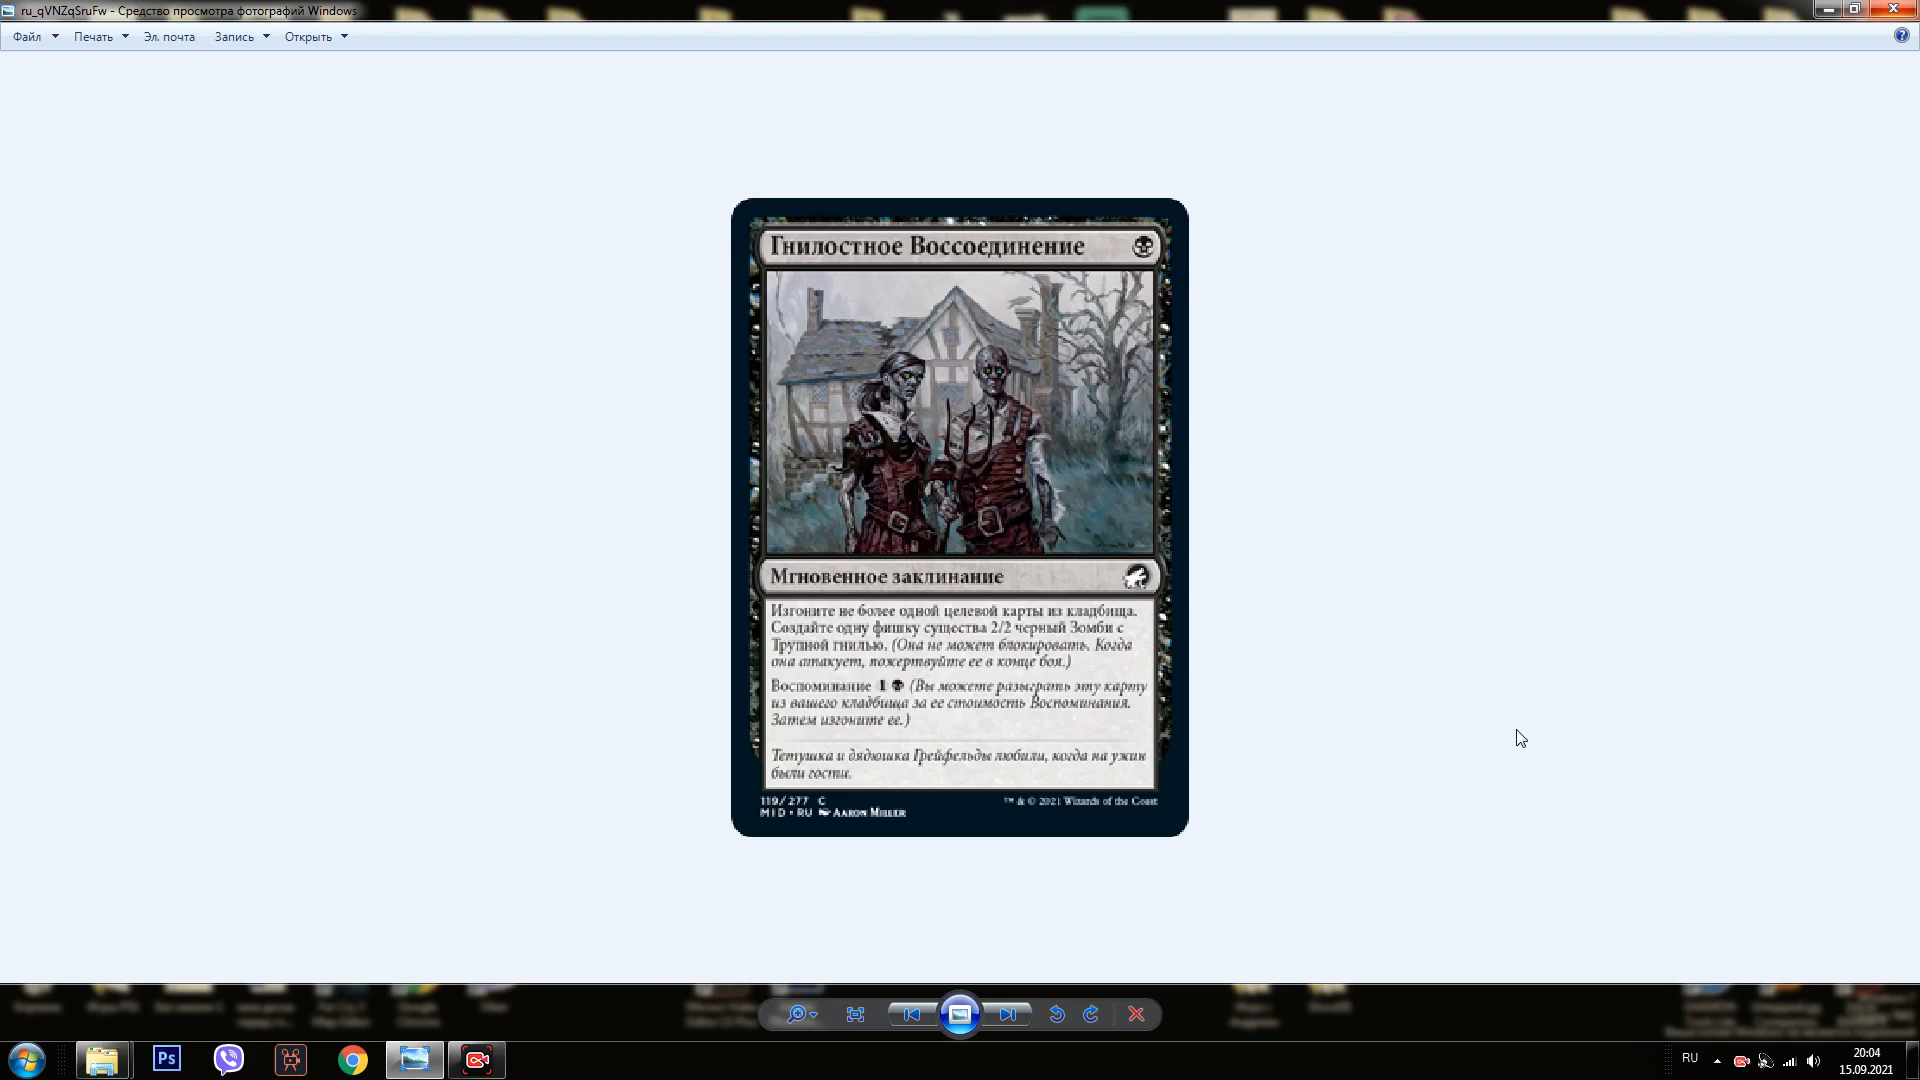 ru_qVNZqSruFw - Средство просмотра фотографий Windows
Файл Печать Эл. почта Запись Открыть
Гнилостное Воссоединение
Мгновенное заклинание
Изгоните не более одной целевой карты из кладбища.
Создайте одну фишку существа 2/2 черный Зомби с
Трупной гнилью. (Она не может блокировать. Когда
она атакует, пожертвуйте ее в конце боя.)
Воспоминание 1 (Вы можете разыграть эту карту
из вашего кладбища за ее стоимость Воспоминания.
Затем изгоните ее.)
Тетушка и дядюшка Грейфельды любили, когда на ужин
были гости.
119/277 C
™ & © 2021 Wizards of the Coast
MID • RU Aaron Miller
Google
Chrome
Ps
RU
20:04
15.09.2021